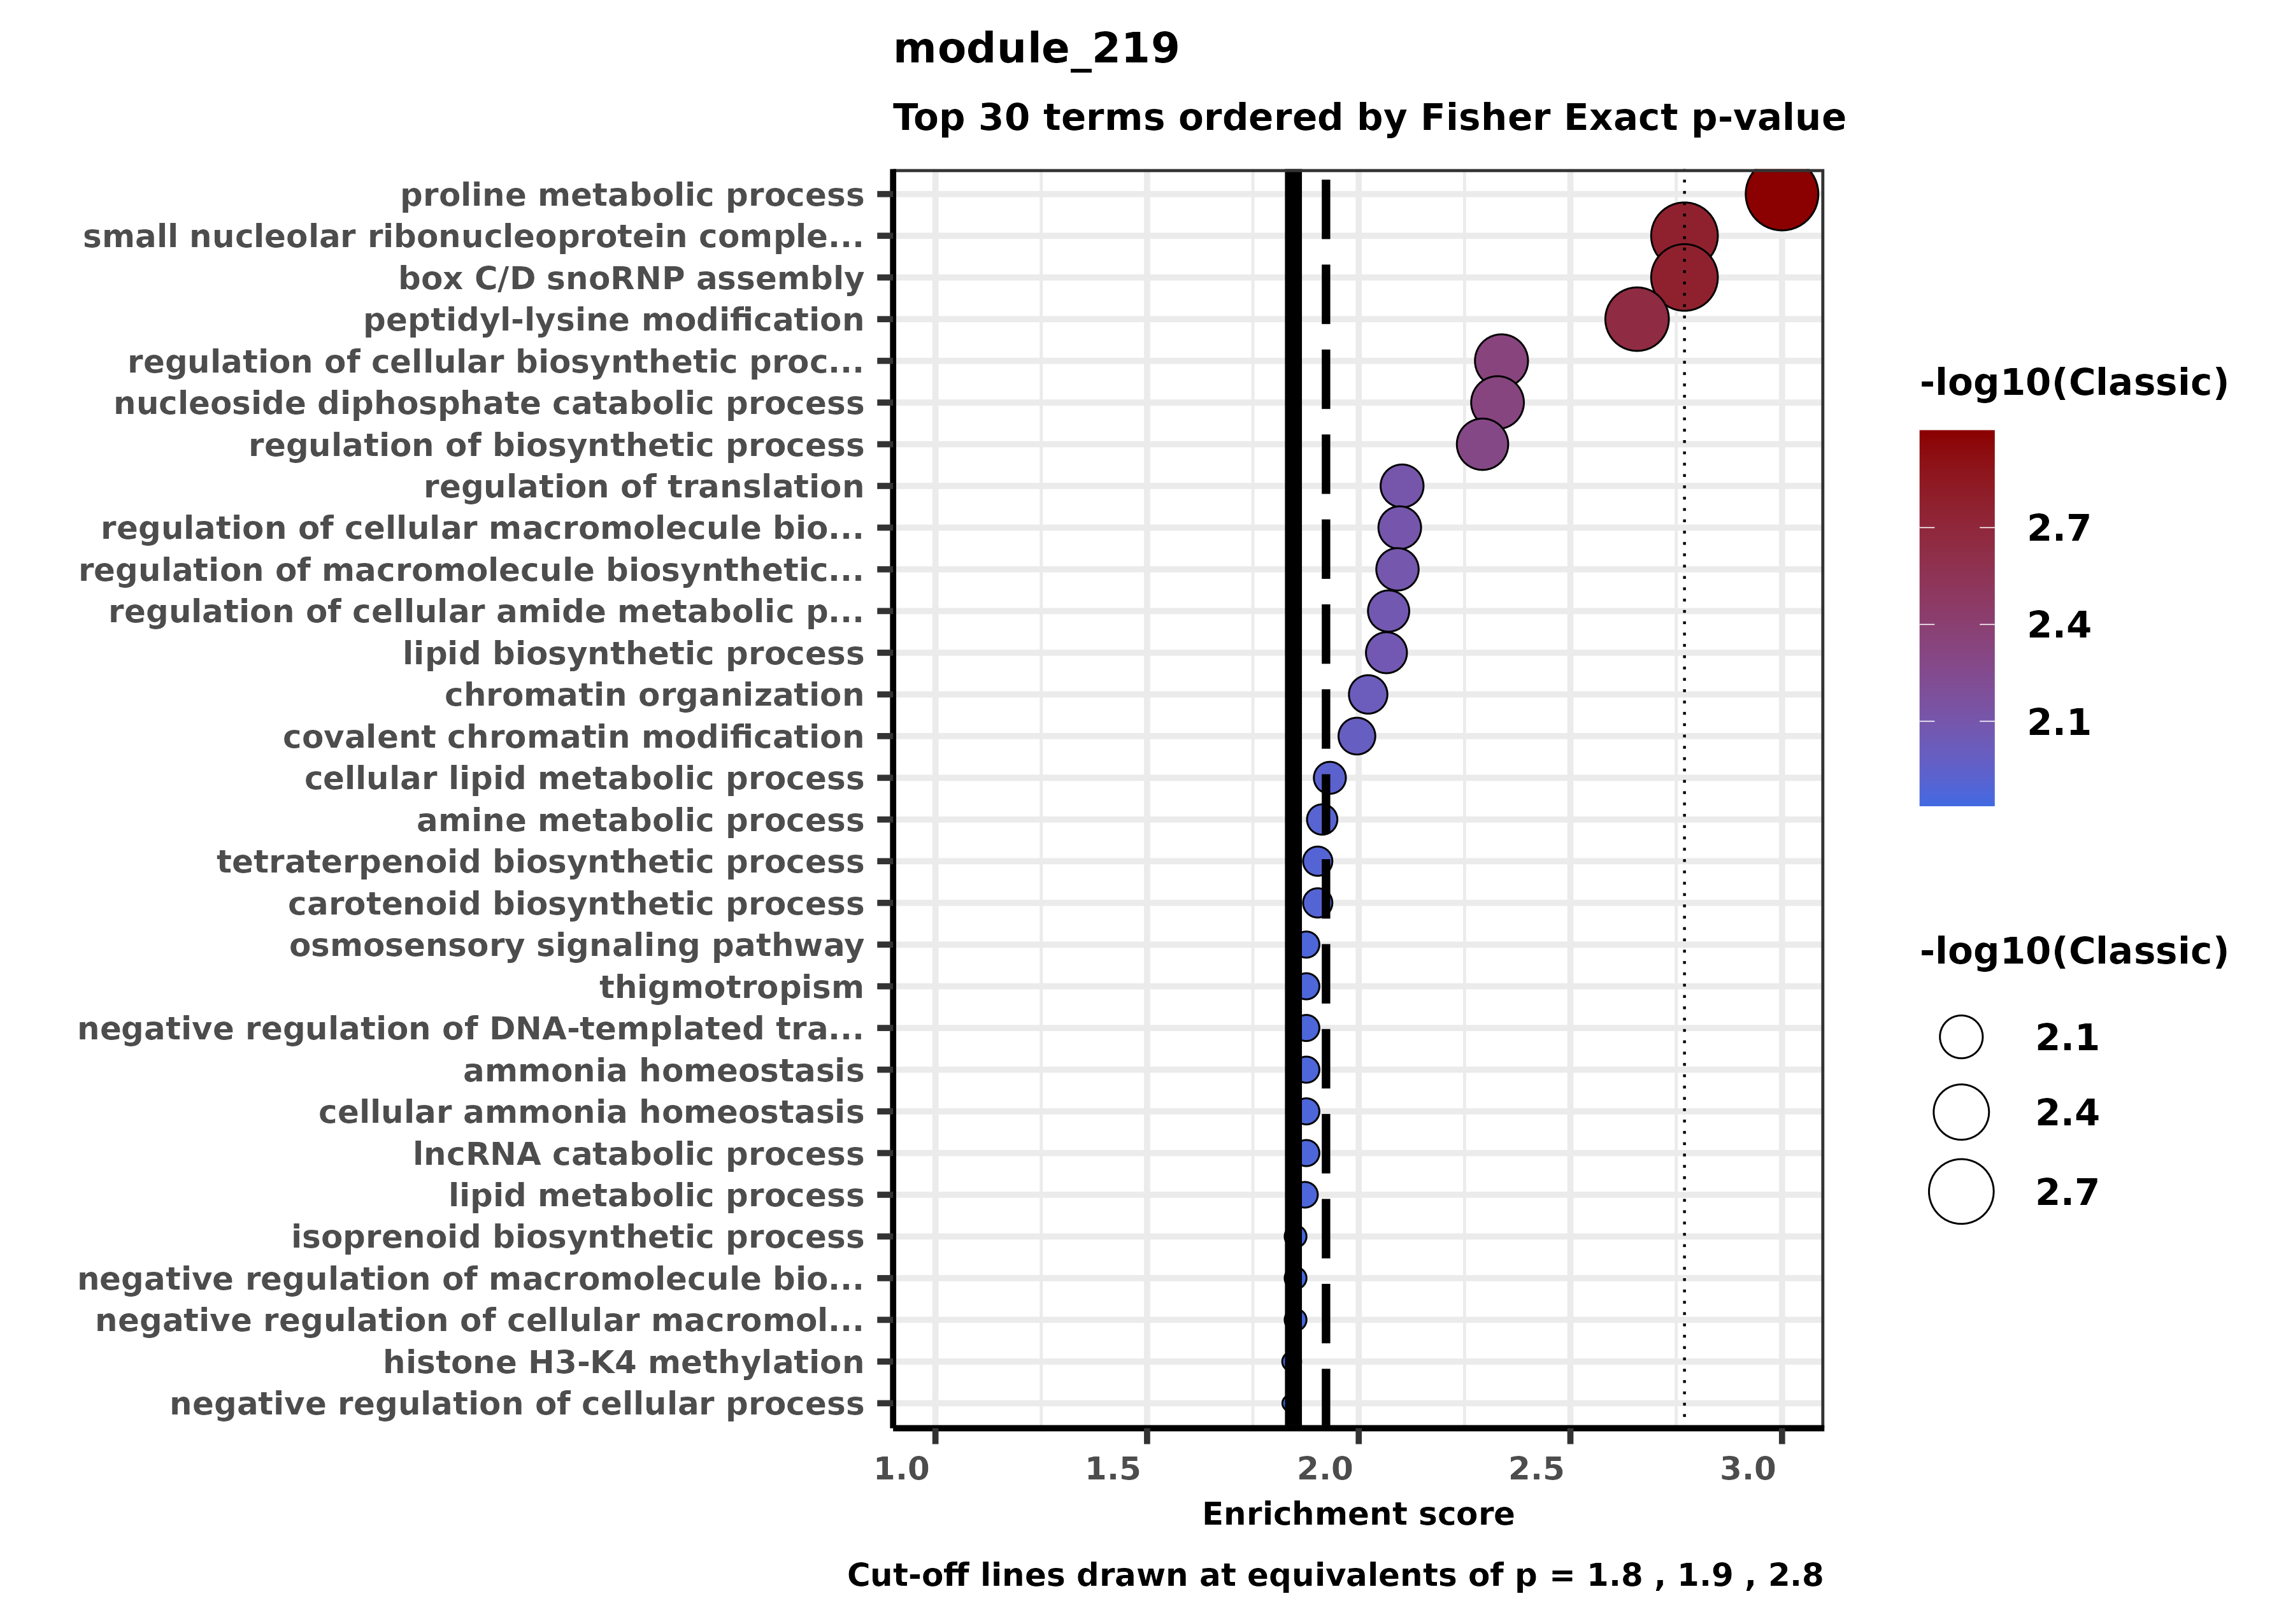 module_219
Top 30 terms ordered by Fisher Exact p-value
proline metabolic process
small nucleolar ribonucleoprotein comple...
box C/D snoRNP assembly
peptidyl-lysine modification
regulation of cellular biosynthetic proc...
nucleoside diphosphate catabolic process
regulation of biosynthetic process
regulation of translation
regulation of cellular macromolecule bio...
regulation of macromolecule biosynthetic...
regulation of cellular amide metabolic p...
lipid biosynthetic process
chromatin organization
covalent chromatin modification
cellular lipid metabolic process
amine metabolic process
tetraterpenoid biosynthetic process
carotenoid biosynthetic process
osmosensory signaling pathway
thigmotropism
negative regulation of DNA-templated tra...
ammonia homeostasis
cellular ammonia homeostasis
lncRNA catabolic process
lipid metabolic process
isoprenoid biosynthetic process
negative regulation of macromolecule bio...
negative regulation of cellular macromol...
histone H3-K4 methylation
negative regulation of cellular process
1.0 1.5 2.0 2.5 3.0
Enrichment score
Cut-off lines drawn at equivalents of p = 1.8 , 1.9 , 2.8
-log10(Classic)
2.7
2.4
2.1
-log10(Classic)
2.1
2.4
2.7